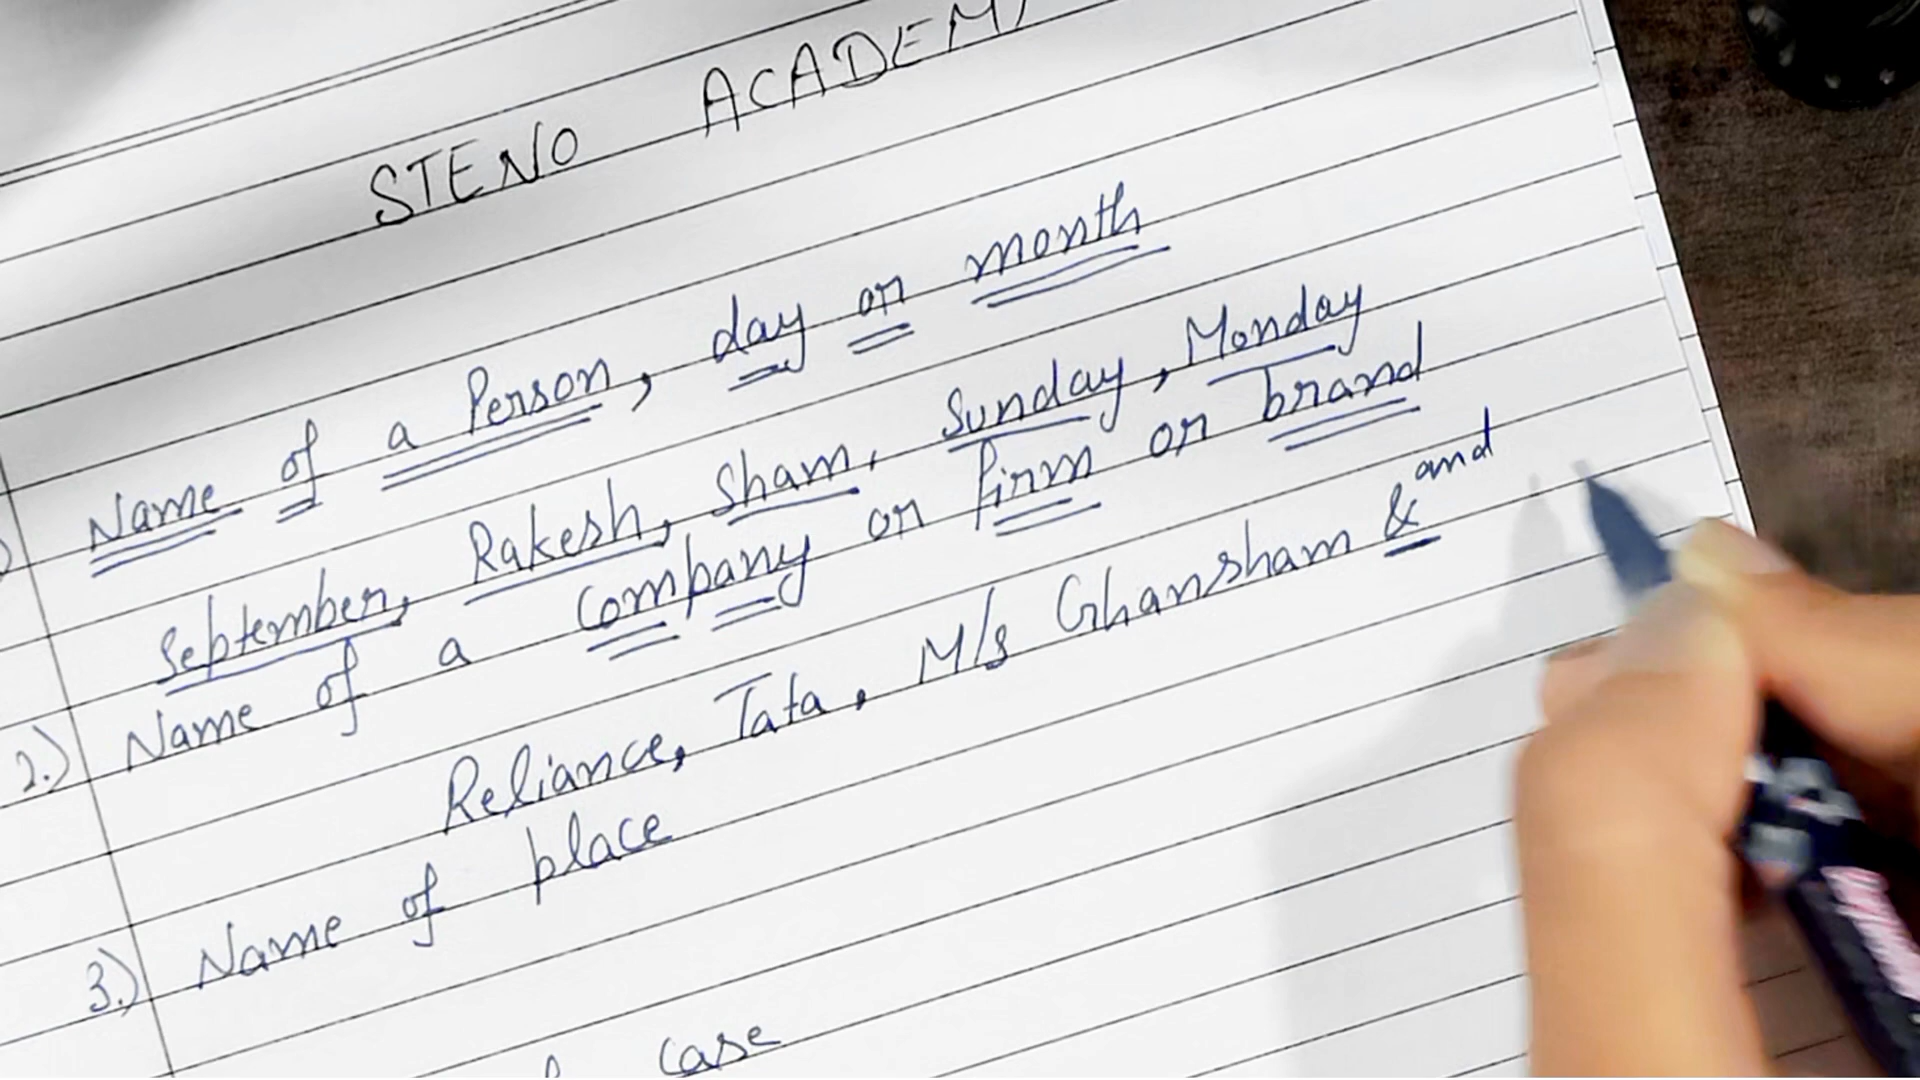 STENO ACADEMY
Name of a Person, day or month
September, Rakesh, Sham, Sunday, Monday
2.) Name of a Company or firm or brand
Reliance, Tata, M/s Ghansham & and
3.) Name of place
case